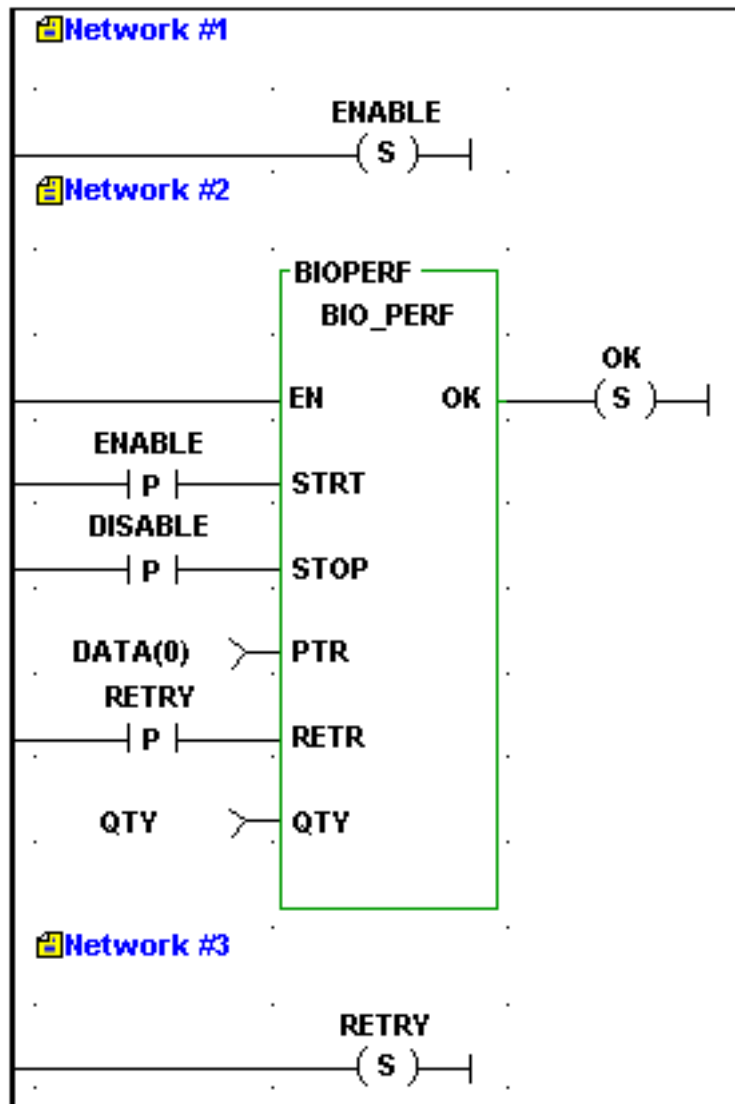 Network #1
ENABLE
S
Network #2
BIOPERF
BIO_PERF
OK
EN OK S
ENABLE
P STRT
DISABLE
P STOP
DATA(0) PTR
RETRY
P RETR
QTY QTY
Network #3
RETRY
S